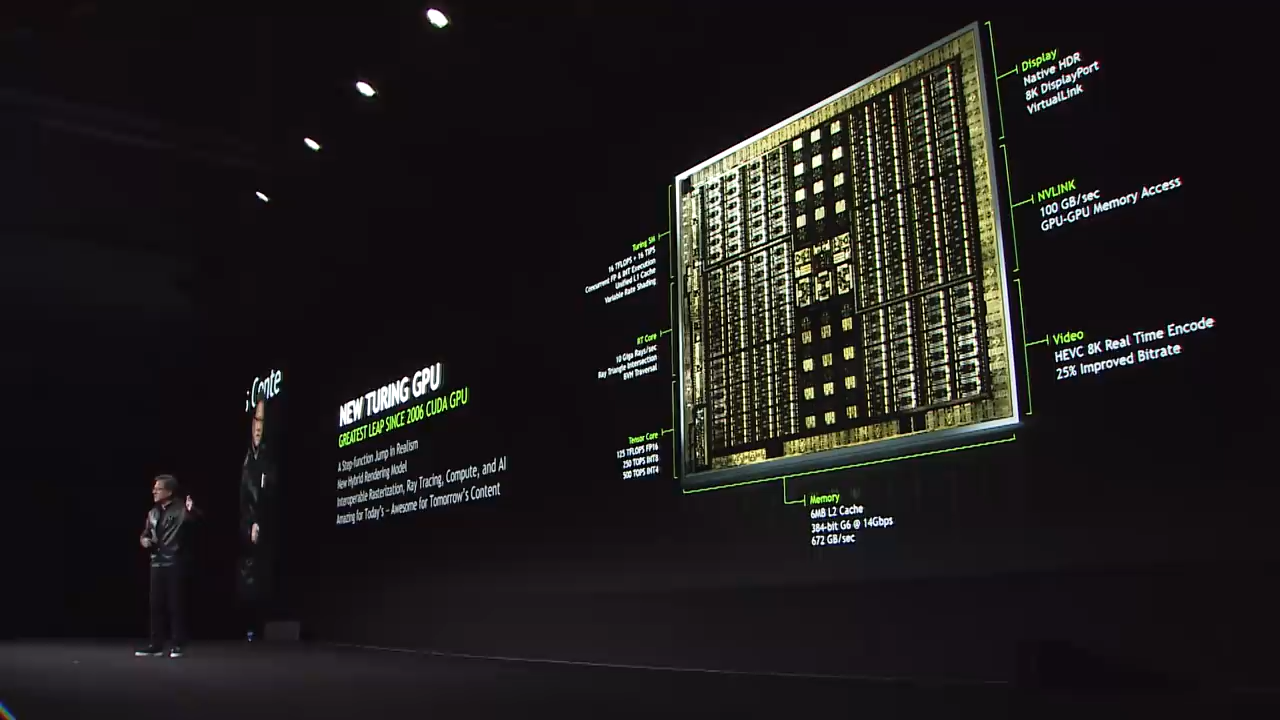 ; Conte
NEW TURING GPU
GREATEST LEAP SINCE 2006 CUDA GPU
A Step-function Jump In Realism
New Hybrid Rendering Model
Interoperable Rasterization, Ray Tracing, Compute, and AI
Amazing for Today's – Awesome for Tomorrow's Content
Turing SM
16 TFLOPS + 16 TIPS
Concurrent FP & INT Execution
Unified L1 Cache
Variable Rate Shading
RT Core
10 Giga Rays/sec
Ray Triangle Intersection
BVH Traversal
Tensor Core
125 TFLOPS FP16
250 TOPS INT8
500 TOPS INT4
Memory
6MB L2 Cache
384-bit G6 @ 14Gbps
672 GB/sec
Display
Native HDR
8K DisplayPort
VirtualLink
NVLINK
100 GB/sec
GPU-GPU Memory Access
Video
HEVC 8K Real Time Encode
25% Improved Bitrate